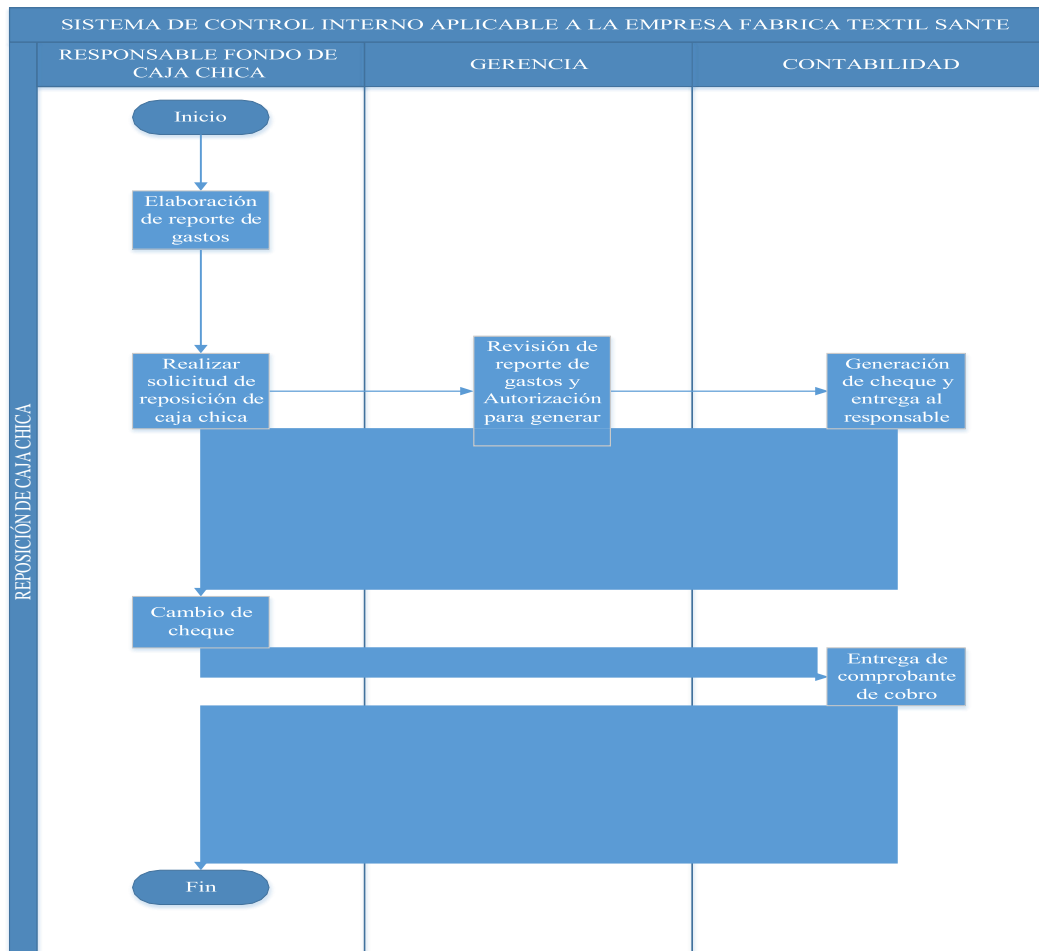 SISTEMA DE CONTROL INTERNO APLICABLE A LA EMPRESA FABRICA TEXTIL SANTE
RESPONSABLE FONDO DE
CAJA CHICA
GERENCIA
CONTABILIDAD
REPOSICIÓN DE CAJA CHICA
Inicio
Elaboración
de reporte de
gastos
Realizar
solicitud de
reposición de
caja chica
Revisión de
reporte de
gastos y
Autorización
para generar
Generación
de cheque y
entrega al
responsable
Cambio de
cheque
Entrega de
comprobante
de cobro
Fin